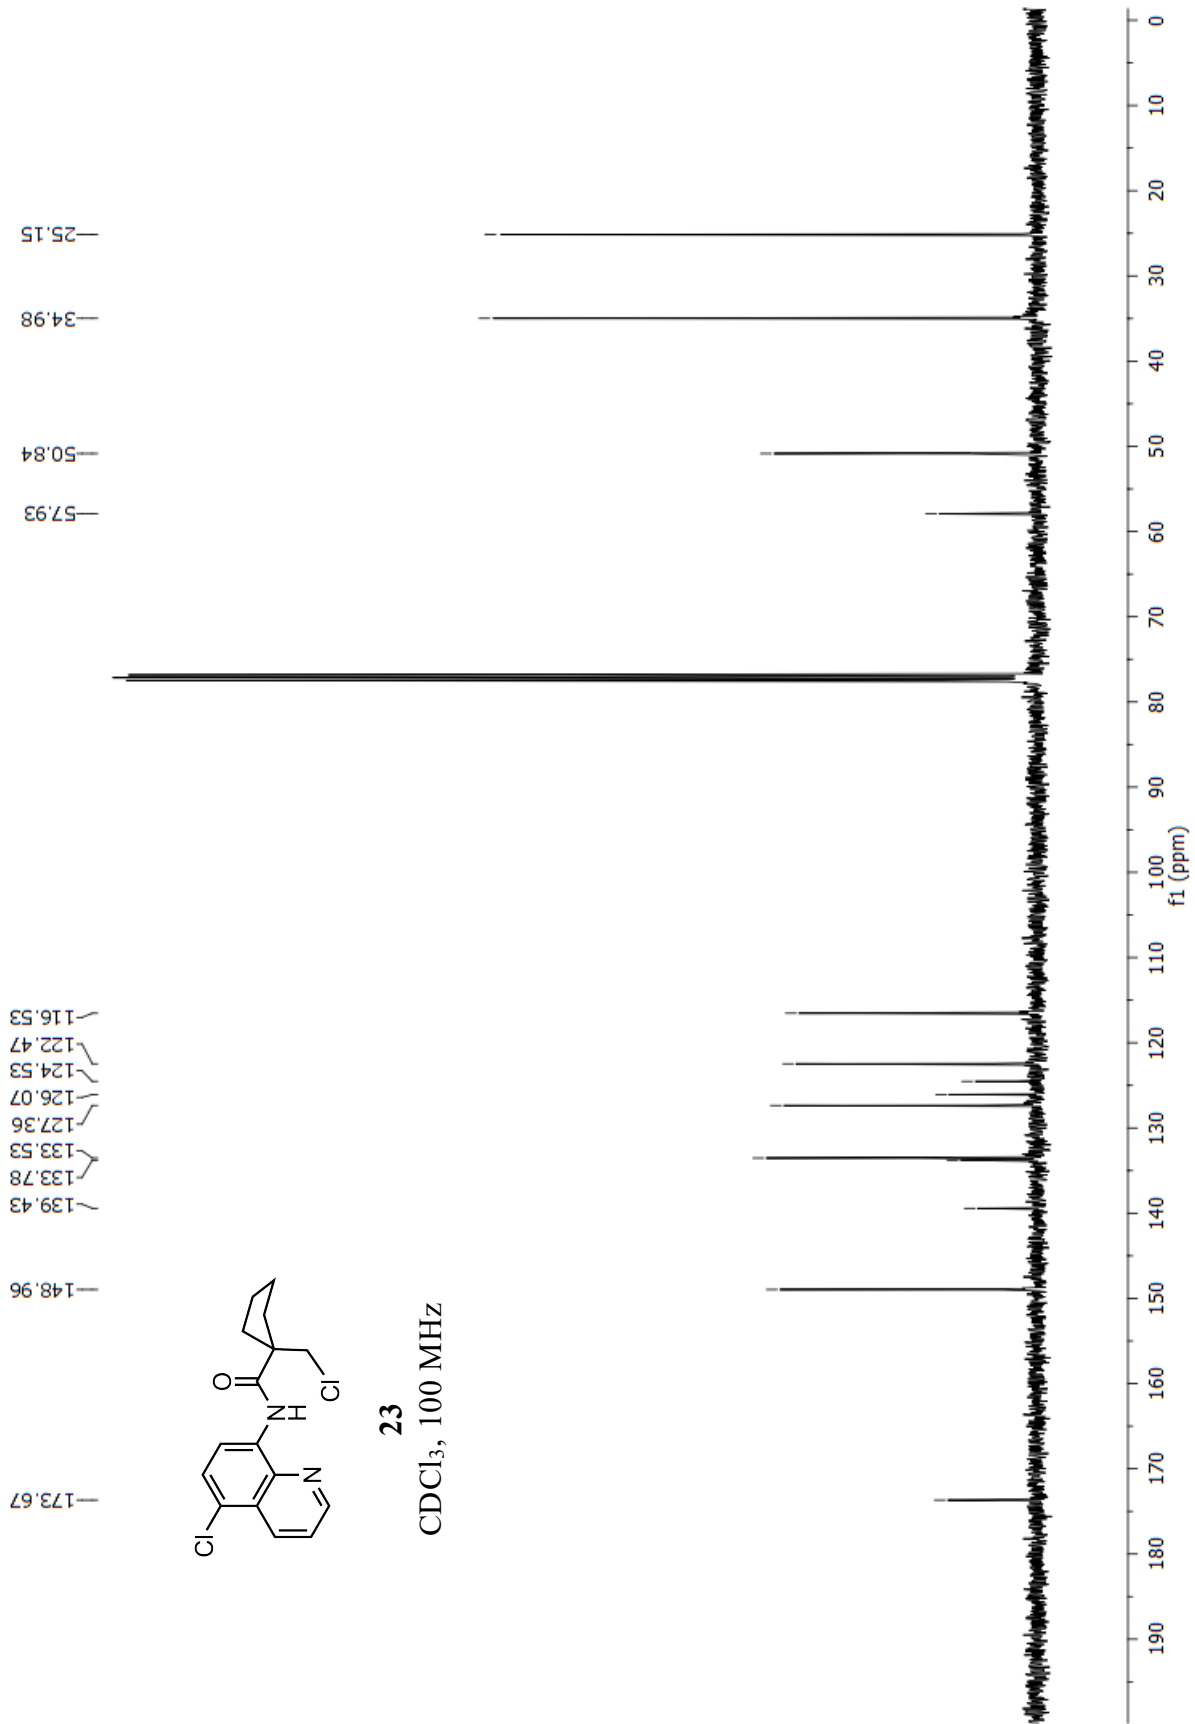 173.67
148.96
139.43
133.78
133.53
127.36
126.07
124.53
122.47
116.53
57.93
50.84
34.98
25.15
Cl
O
N
H
N
Cl
23
CDCl₃, 100 MHz
190 180 170 160 150 140 130 120 110 100 90 80 70 60 50 40 30 20 10 0
f1 (ppm)